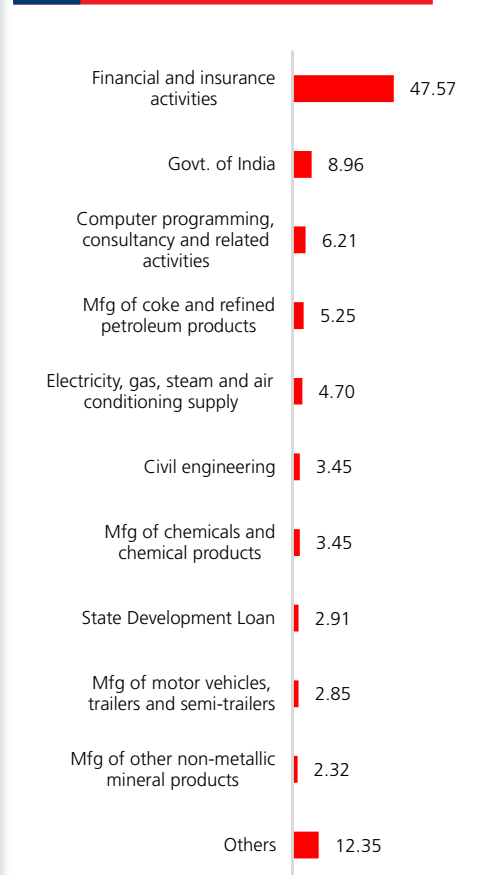 Financial and insurance
activities
47.57
Govt. of India
8.96
Computer programming,
consultancy and related
activities
6.21
Mfg of coke and refined
petroleum products
5.25
Electricity, gas, steam and air
conditioning supply
4.70
Civil engineering
3.45
Mfg of chemicals and
chemical products
3.45
State Development Loan
2.91
Mfg of motor vehicles,
trailers and semi-trailers
2.85
Mfg of other non-metallic
mineral products
2.32
Others
12.35